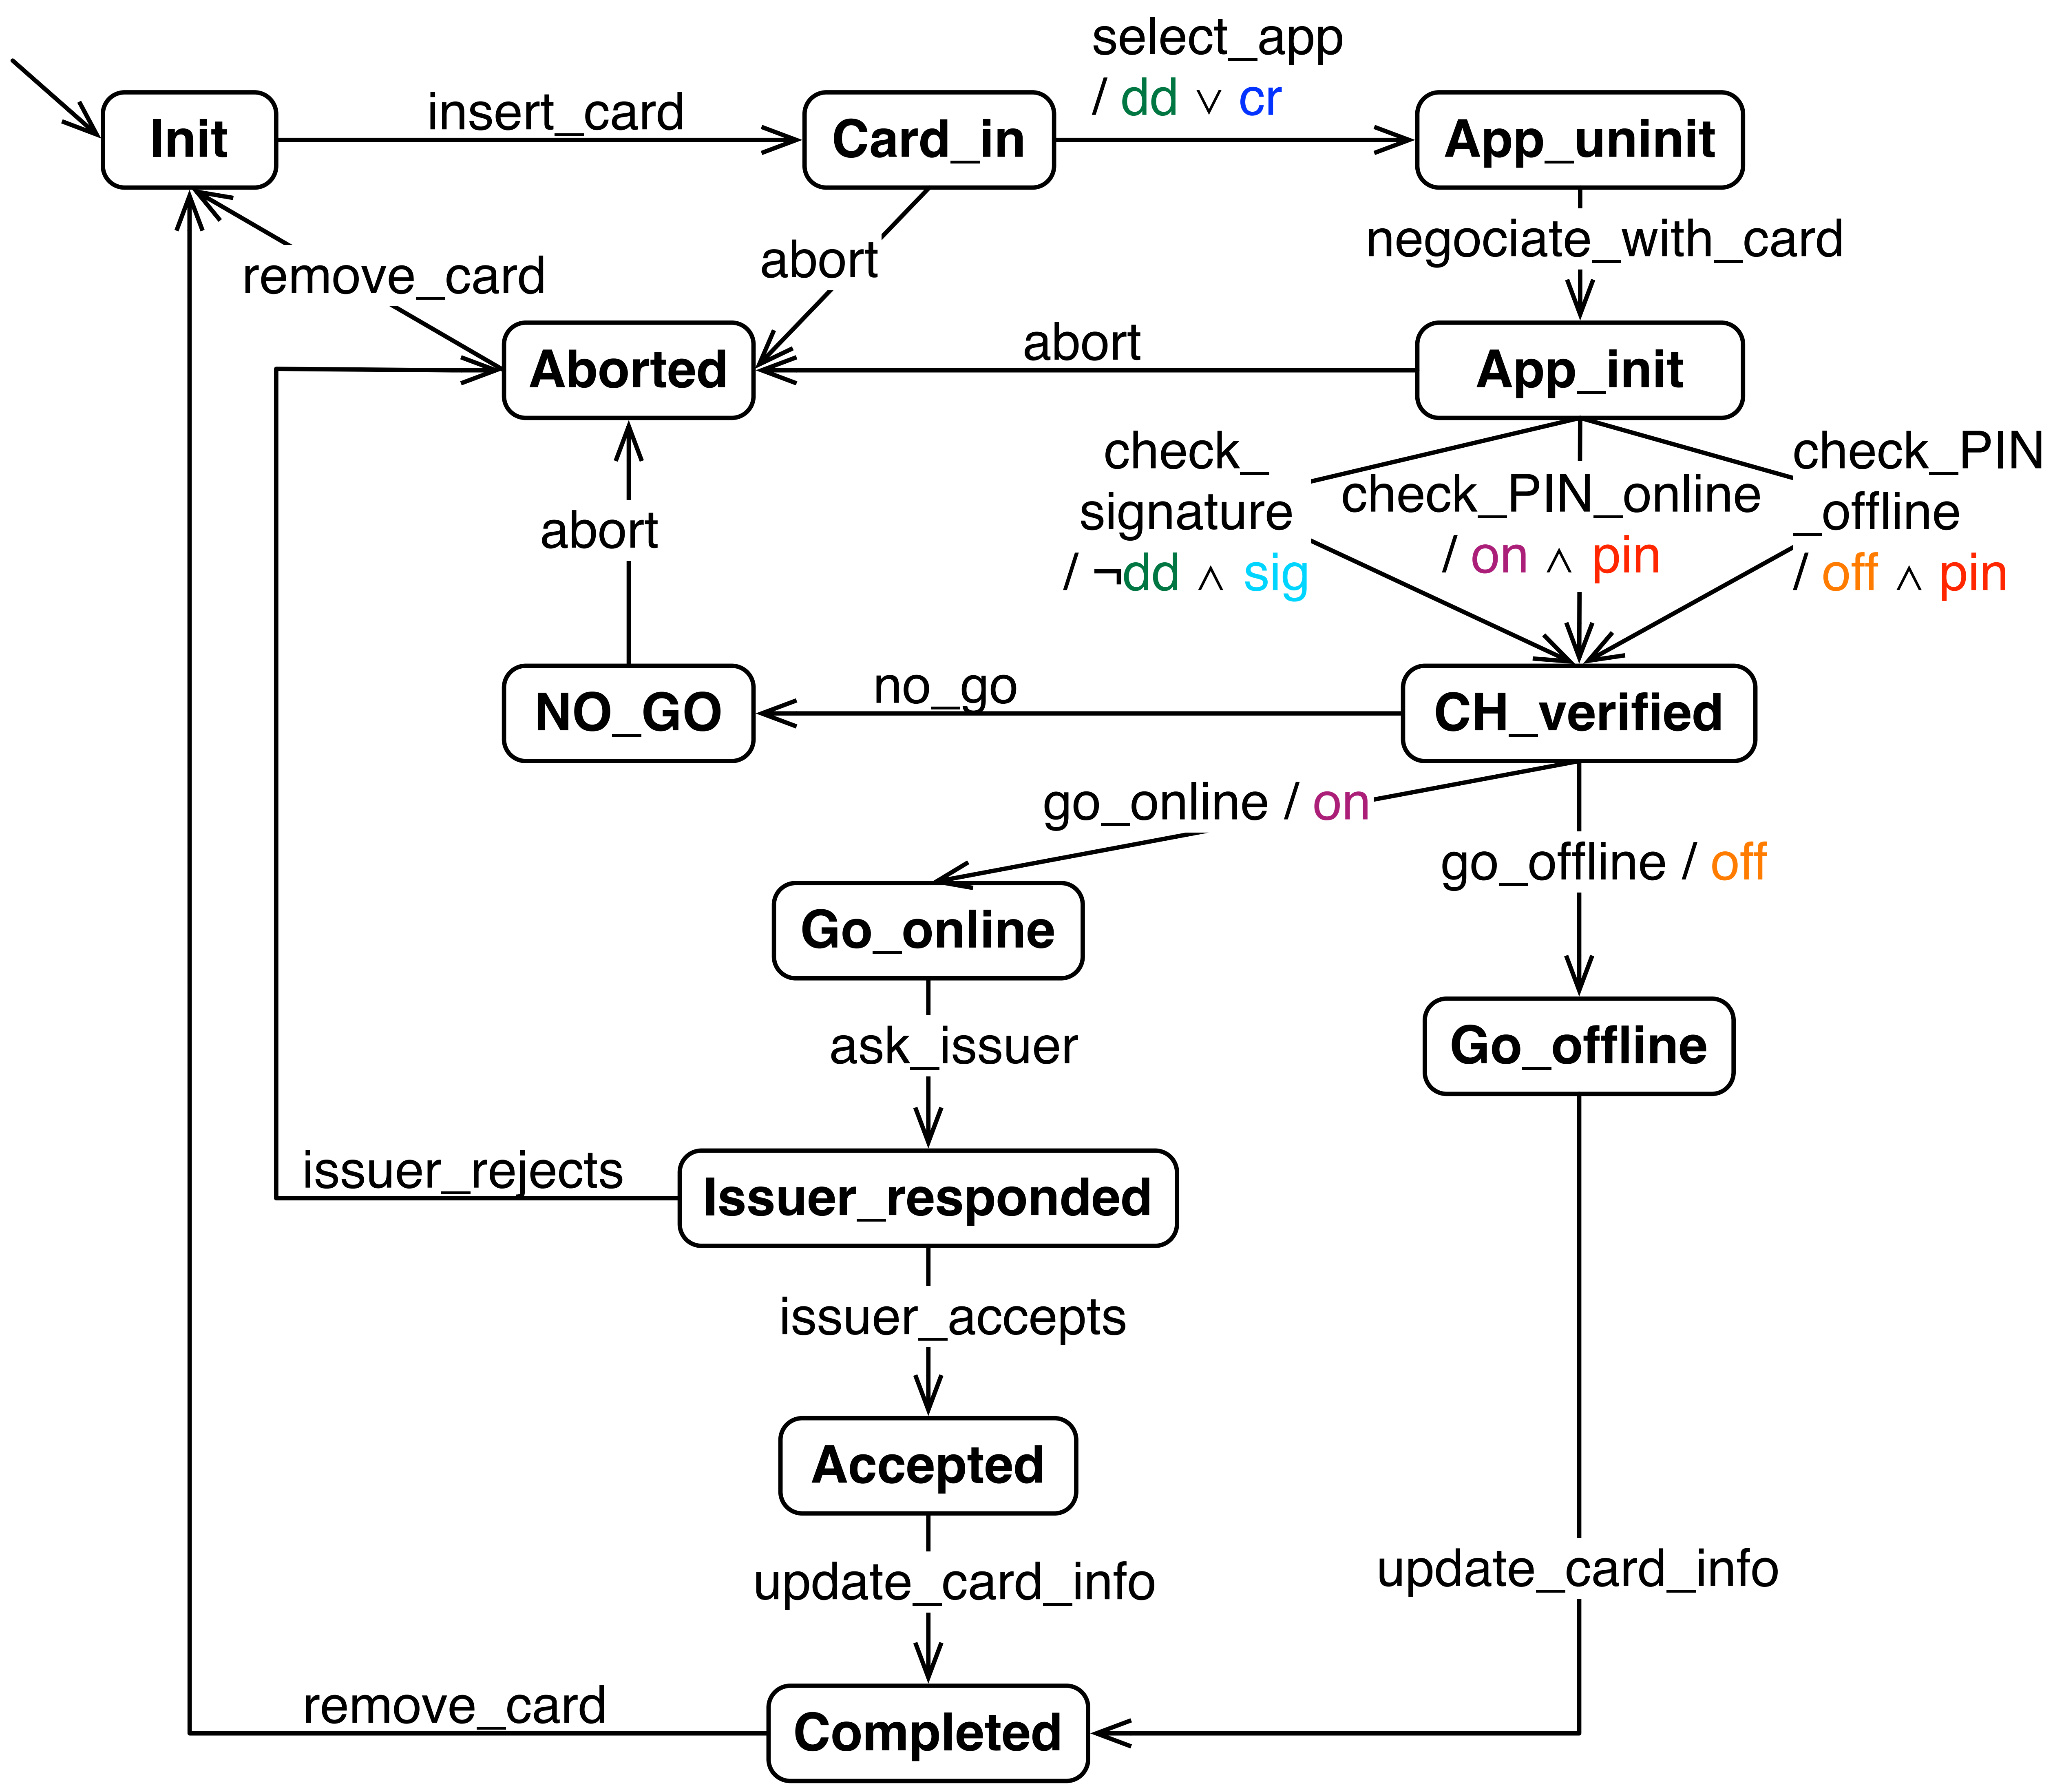 select_app
/ dd ∨ cr
Init
insert_card
Card_in
App_uninit
negociate_with_card
remove_card
abort
Aborted
abort
App_init
check_
signature
/ ¬dd ∧ sig
check_PIN_online
/ on ∧ pin
check_PIN
_offline
/ off ∧ pin
abort
NO_GO
no_go
CH_verified
go_online / on
go_offline / off
Go_online
Go_offline
ask_issuer
issuer_rejects
Issuer_responded
issuer_accepts
Accepted
update_card_info
update_card_info
remove_card
Completed